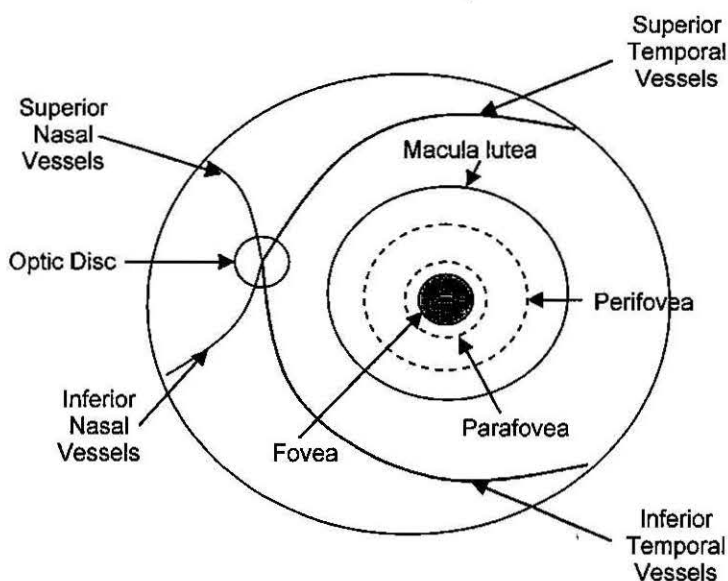 Superior
Temporal
Vessels
Superior
Nasal
Vessels
Macula lutea
Optic Disc
Perifovea
Inferior
Nasal
Vessels
Fovea
Parafovea
Inferior
Temporal
Vessels